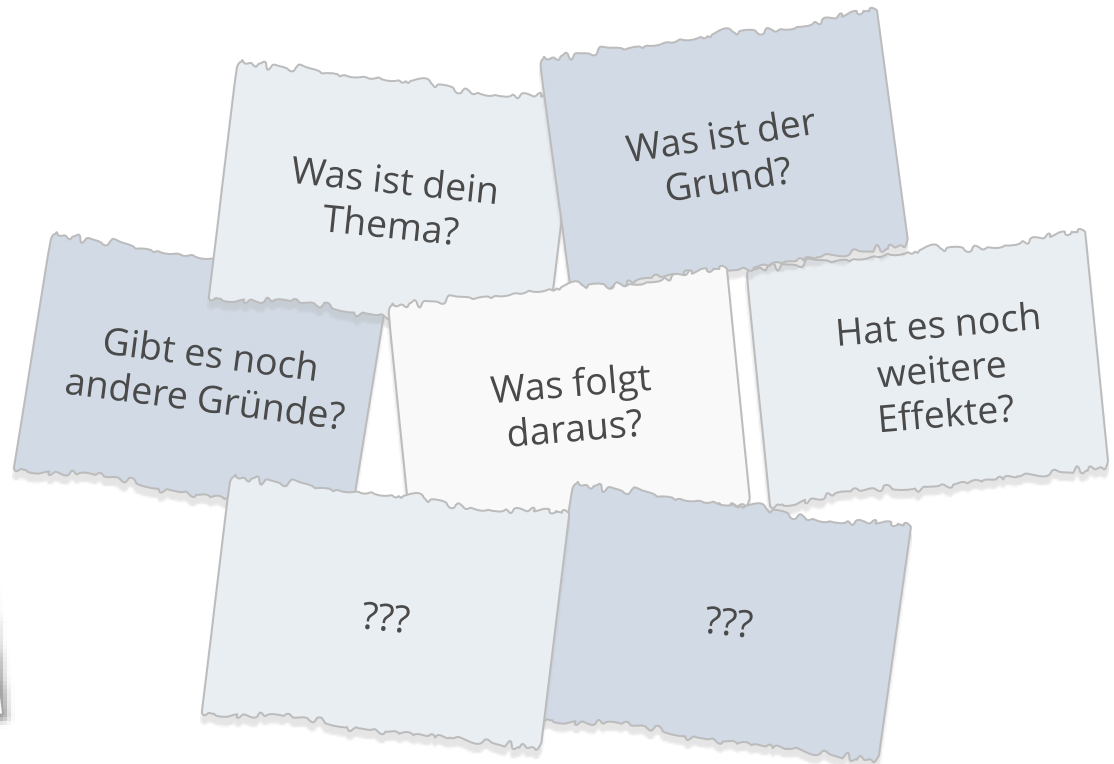 Was ist dein
Thema?
Was ist der
Grund?
Gibt es noch
andere Gründe?
Was folgt
daraus?
Hat es noch
weitere
Effekte?
???
???